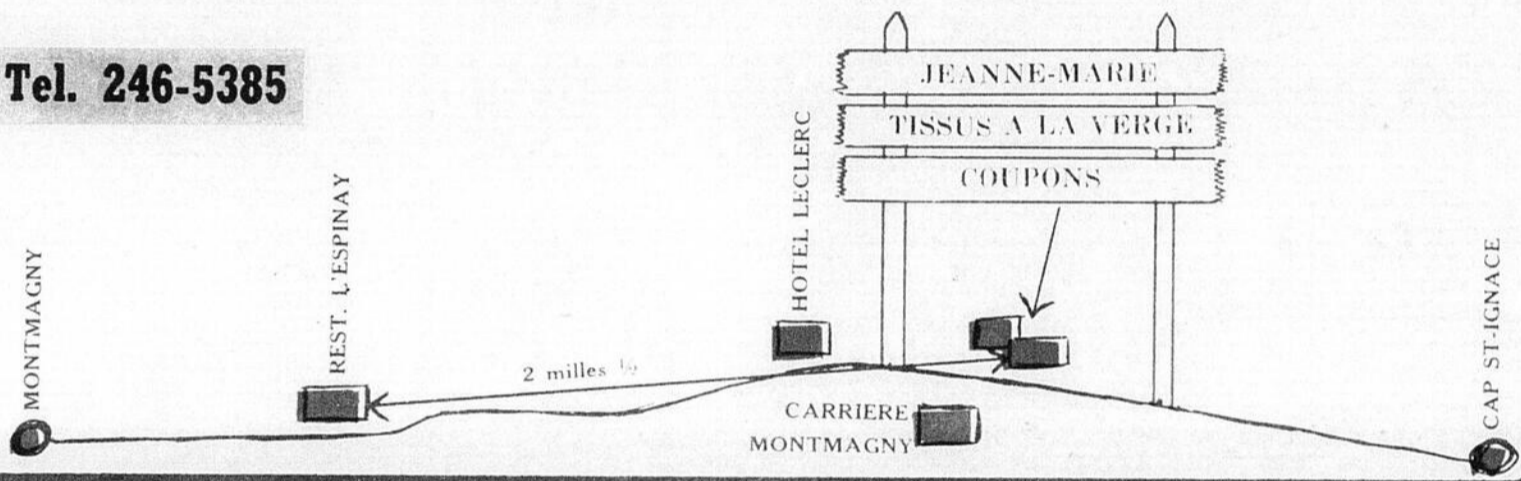 Tel. 246-5385
JEANNE-MARIE
TISSUS A LA VERGE
COUPONS
MONTMAGNY
REST. L'ESPINAY
HOTEL LECLERC
2 milles ½
CARRIERE
MONTMAGNY
CAP ST-IGNACE